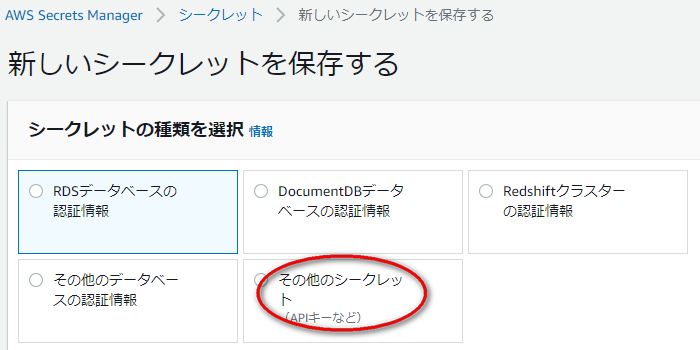 AWS Secrets Manager > シークレット > 新しいシークレットを保存する
新しいシークレットを保存する
シークレットの種類を選択 情報
RDSデータベースの
認証情報
DocumentDBデータ
ベースの認証情報
Redshiftクラスター
の認証情報
その他のデータベー
スの認証情報
その他のシークレッ
ト
(APIキーなど)